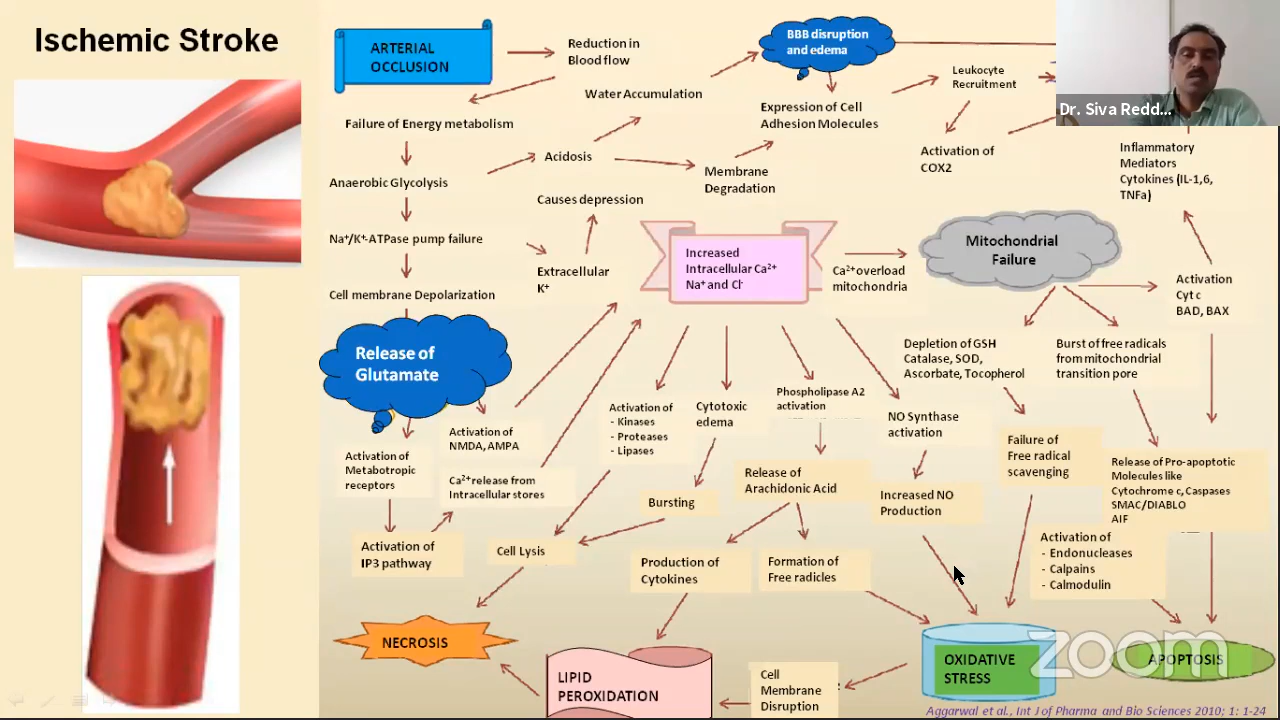 Ischemic Stroke
ARTERIAL
OCCLUSION
Reduction in
Blood flow
BBB disruption
and edema
Leukocyte
Recruitment
Dr. Siva Redd...
Water Accumulation
Expression of Cell
Adhesion Molecules
Failure of Energy metabolism
Acidosis
Activation of
COX2
Inflammatory
Mediators
Cytokines (IL-1,6,
TNFa)
Anaerobic Glycolysis
Membrane
Degradation
Causes depression
Na⁺/K⁺-ATPase pump failure
Extracellular
K⁺
Increased
Intracellular Ca²⁺
Na⁺ and Cl⁻
Ca²⁺ overload
mitochondria
Mitochondrial
Failure
Activation
Cyt c
BAD, BAX
Cell membrane Depolarization
Release of
Glutamate
Depletion of GSH
Catalase, SOD,
Ascorbate, Tocopherol
Burst of free radicals
from mitochondrial
transition pore
Activation of
NMDA, AMPA
Activation of
- Kinases
- Proteases
- Lipases
Cytotoxic
edema
Phospholipase A2
activation
NO Synthase
activation
Failure of
Free radical
scavenging
Activation of
Metabotropic
receptors
Ca²⁺ release from
Intracellular stores
Release of
Arachidonic Acid
Release of Pro-apoptotic
Molecules like
Cytochrome c, Caspases
SMAC/DIABLO
AIF
Bursting
Increased NO
Production
Activation of
IP3 pathway
Cell Lysis
Production of
Cytokines
Formation of
Free radicles
Activation of
- Endonucleases
- Calpains
- Calmodulin
NECROSIS
LIPID
PEROXIDATION
Cell
Membrane
Disruption
OXIDATIVE
STRESS
APOPTOSIS
zoom
Aggarwal et al., Int J of Pharma and Bio Sciences 2010; 1: 1-24